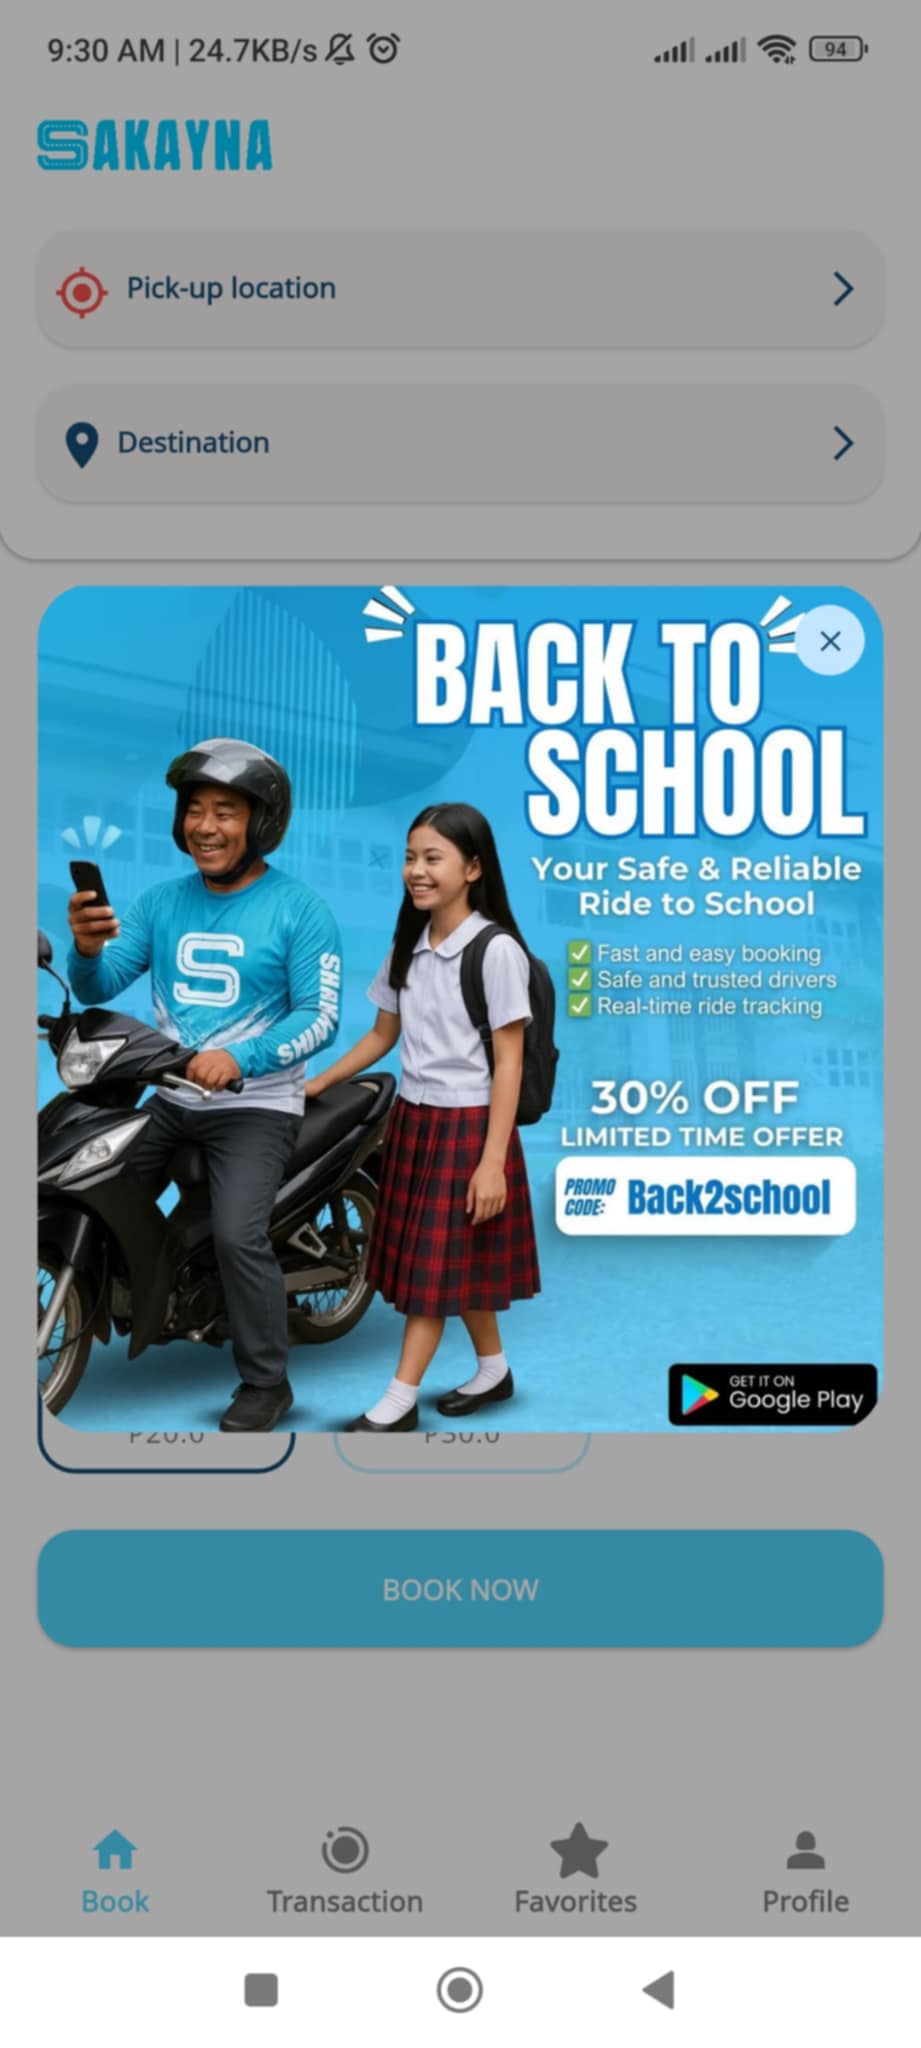 9:30 AM | 24.7KB/s
94
SAKAYNA
Pick-up location
Destination
BACK TO
SCHOOL
Your Safe & Reliable
Ride to School
✅ Fast and easy booking
✅ Safe and trusted drivers
✅ Real-time ride tracking
S
30% OFF
LIMITED TIME OFFER
PROMO
CODE: Back2school
GET IT ON
Google Play
BOOK NOW
Book
Transaction
Favorites
Profile